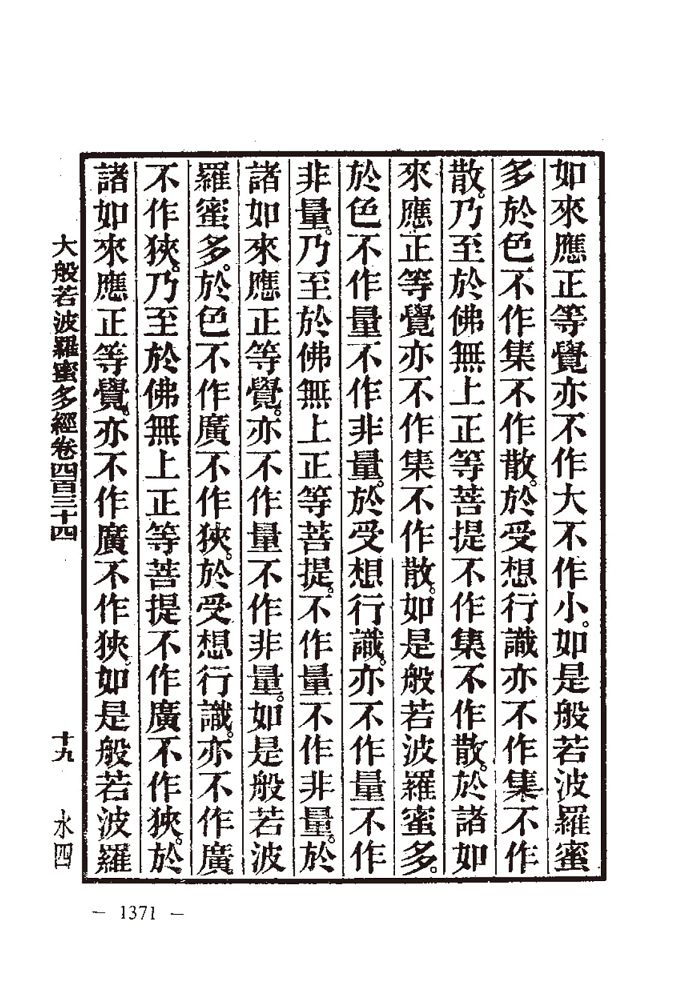 如來應正等覺亦不作大不作小。如是般若波羅蜜
多於色不作集不作散。於受想行識亦不作集不作
散。乃至於佛無上正等菩提不作集不作散。於諸如
來應正等覺亦不作集不作散。如是般若波羅蜜多。
於色不作量不作非量。於受想行識。亦不作量不作
非量。乃至於佛無上正等菩提。不作量不作非量。於
諸如來應正等覺。亦不作量不作非量。如是般若波
羅蜜多。於色不作廣不作狹。於受想行識。亦不作廣
不作狹。乃至於佛無上正等菩提不作廣不作狹。於
諸如來應正等覺。亦不作廣不作狹。如是般若波羅
大般若波羅蜜多經卷四百三十四 十九 水四
— 1371 —